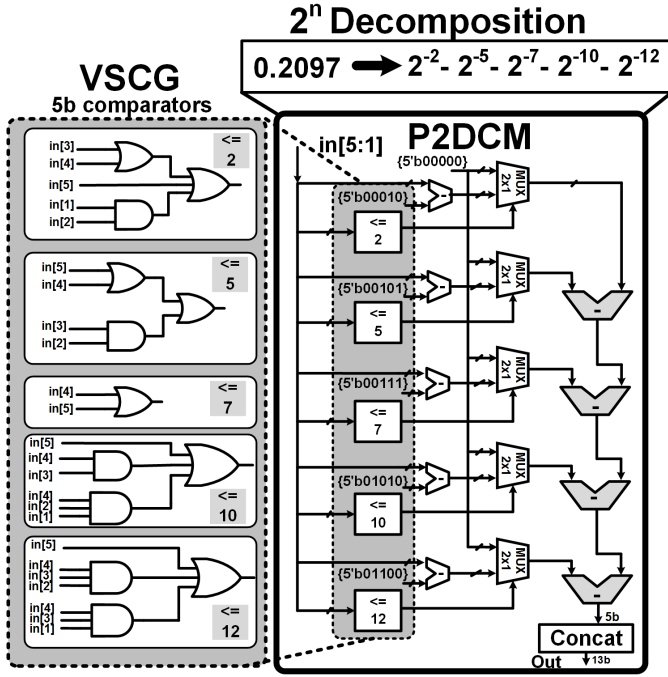 2ⁿ Decomposition
0.2097 → 2⁻² - 2⁻⁵ - 2⁻⁷ - 2⁻¹⁰ - 2⁻¹²
VSCG
5b comparators
in[3]
in[4]
in[5]
in[1]
in[2]
<=
2
in[5]
in[4]
in[3]
in[2]
<=
5
in[4]
in[5]
<=
7
in[5]
in[4]
in[3]
in[4]
in[2]
in[1]
<=
10
in[5]
in[4]
in[3]
in[2]
in[4]
in[3]
in[1]
<=
12
P2DCM
in[5:1]
{5'b00000}
{5'b00010}
-
<=
2
MUX
2x1
{5'b00101}
-
<=
5
MUX
2x1
-
{5'b00111}
-
<=
7
MUX
2x1
-
{5'b01010}
-
<=
10
MUX
2x1
-
{5'b01100}
-
<=
12
MUX
2x1
-
5b
Concat
Out
13b